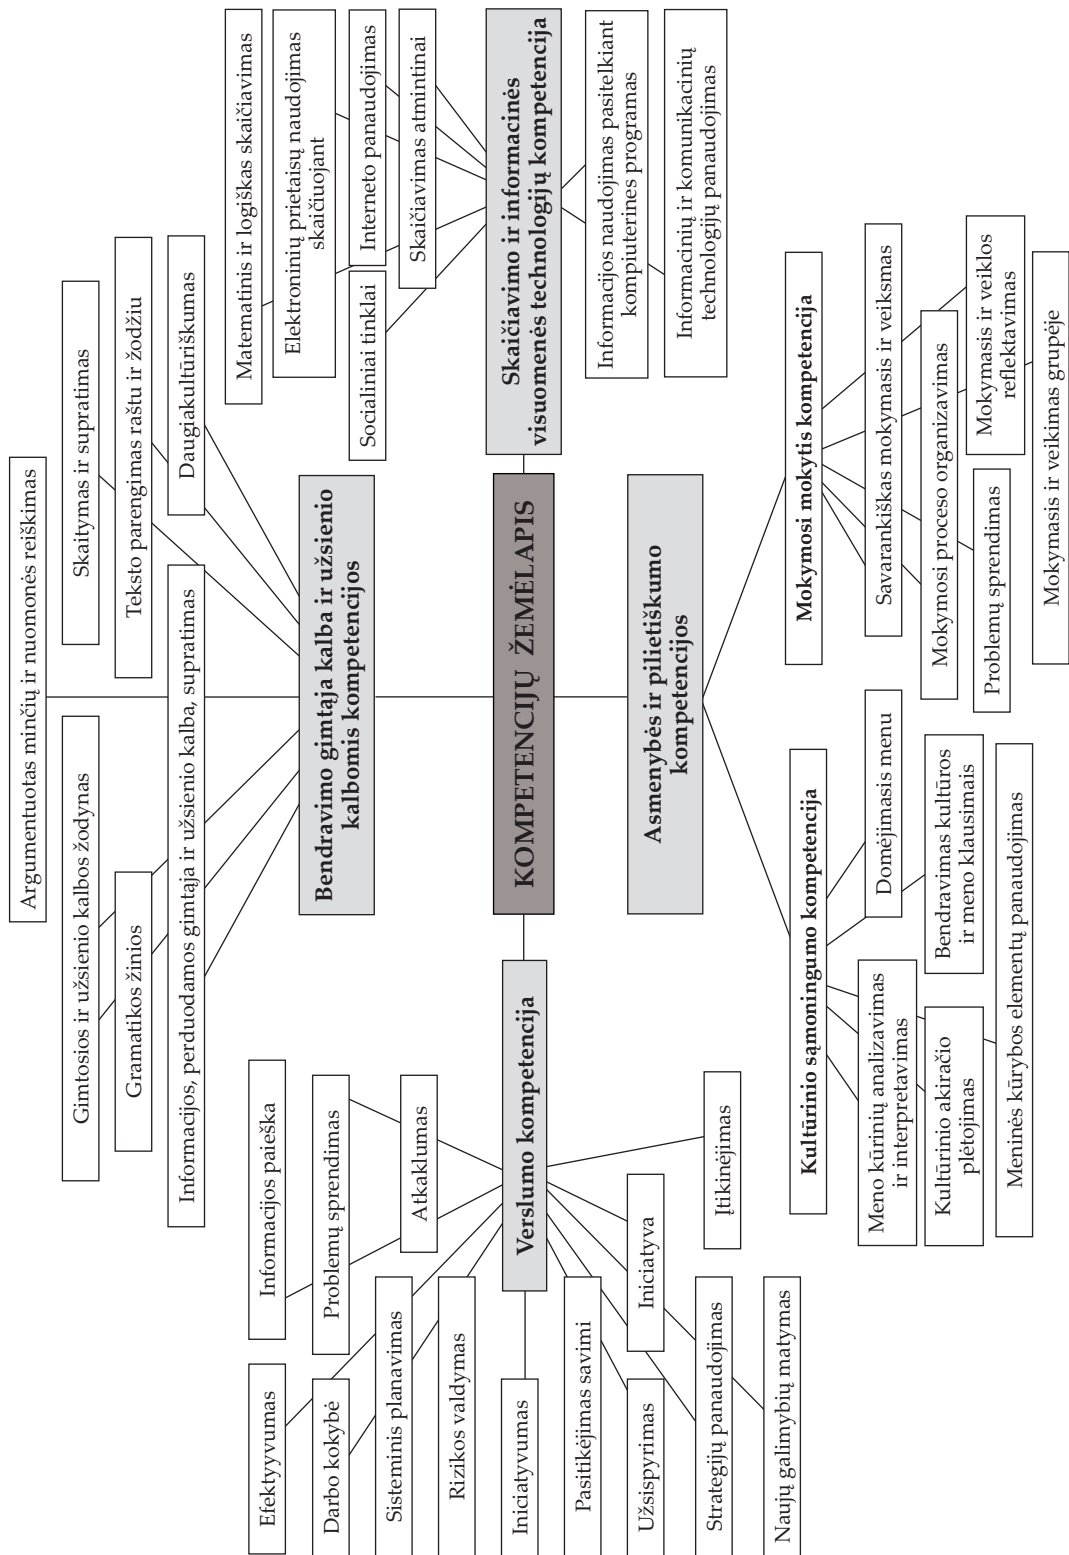 Argumentuotas minčių ir nuomonės reiškimas
Gimtosios ir užsienio kalbos žodynas
Skaitymas ir supratimas
Gramatikos žinios
Teksto parengimas raštu ir žodžiu
Informacijos, perduodamos gimtąja ir užsienio kalba, supratimas
Daugiakultūriškumas
Bendravimo gimtąja kalba ir užsienio
kalbomis kompetencijos
KOMPETENCIJŲ ŽEMĖLAPIS
Efektyvumas
Informacijos paieška
Darbo kokybė
Problemų sprendimas
Sisteminis planavimas
Atkaklumas
Rizikos valdymas
Verslumo kompetencija
Iniciatyvumas
Pasitikėjimas savimi
Užsispyrimas
Iniciatyva
Strategijų panaudojimas
Įtikinėjimas
Naujų galimybių matymas
Matematinis ir logiškas skaičiavimas
Elektroninių prietaisų naudojimas
skaičiuojant
Socialiniai tinklai
Interneto panaudojimas
Skaičiavimas atmintinai
Skaičiavimo ir informacinės
visuomenės technologijų kompetencija
Informacijos naudojimas pasitelkiant
kompiuterines programas
Informacinių ir komunikacinių
technologijų panaudojimas
Asmenybės ir pilietiškumo
kompetencijos
Kultūrinio sąmoningumo kompetencija
Meno kūrinių analizavimas
ir interpretavimas
Domėjimasis menu
Kultūrinio akiračio
plėtojimas
Bendravimas kultūros
ir meno klausimais
Meninės kūrybos elementų panaudojimas
Mokymosi mokytis kompetencija
Savarankiškas mokymasis ir veiksmas
Mokymosi proceso organizavimas
Problemų sprendimas
Mokymasis ir veiklos
reflektavimas
Mokymasis ir veikimas grupėje